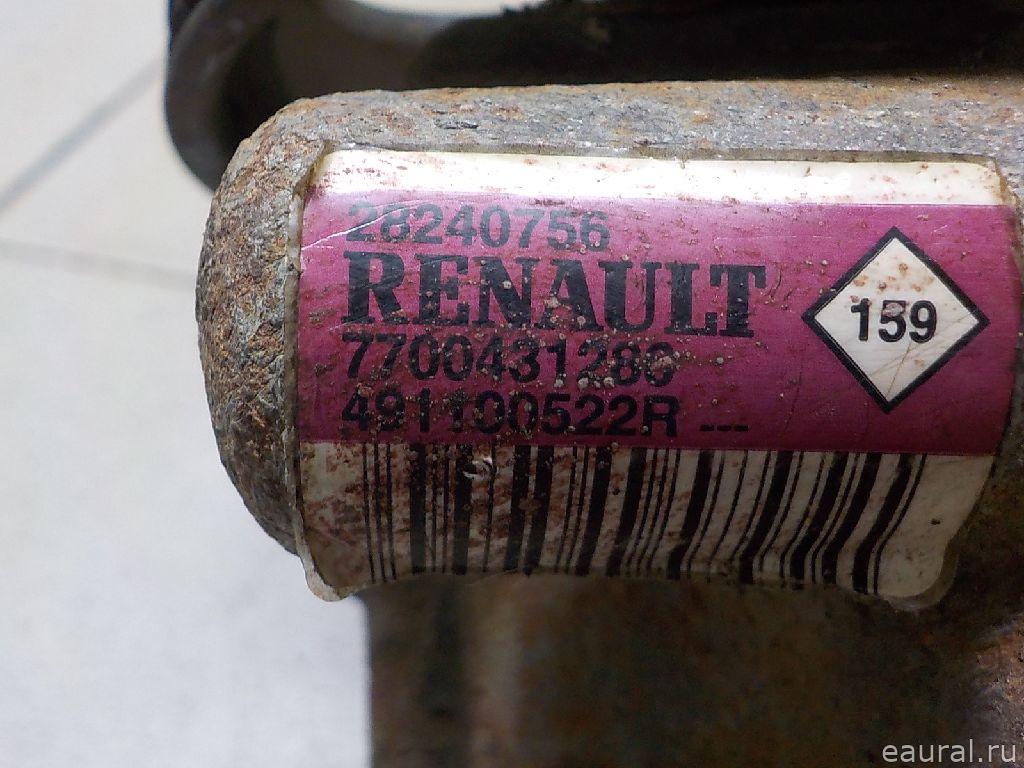 28240756
RENAULT
7700431286
491100522R ---
159
eaural.ru